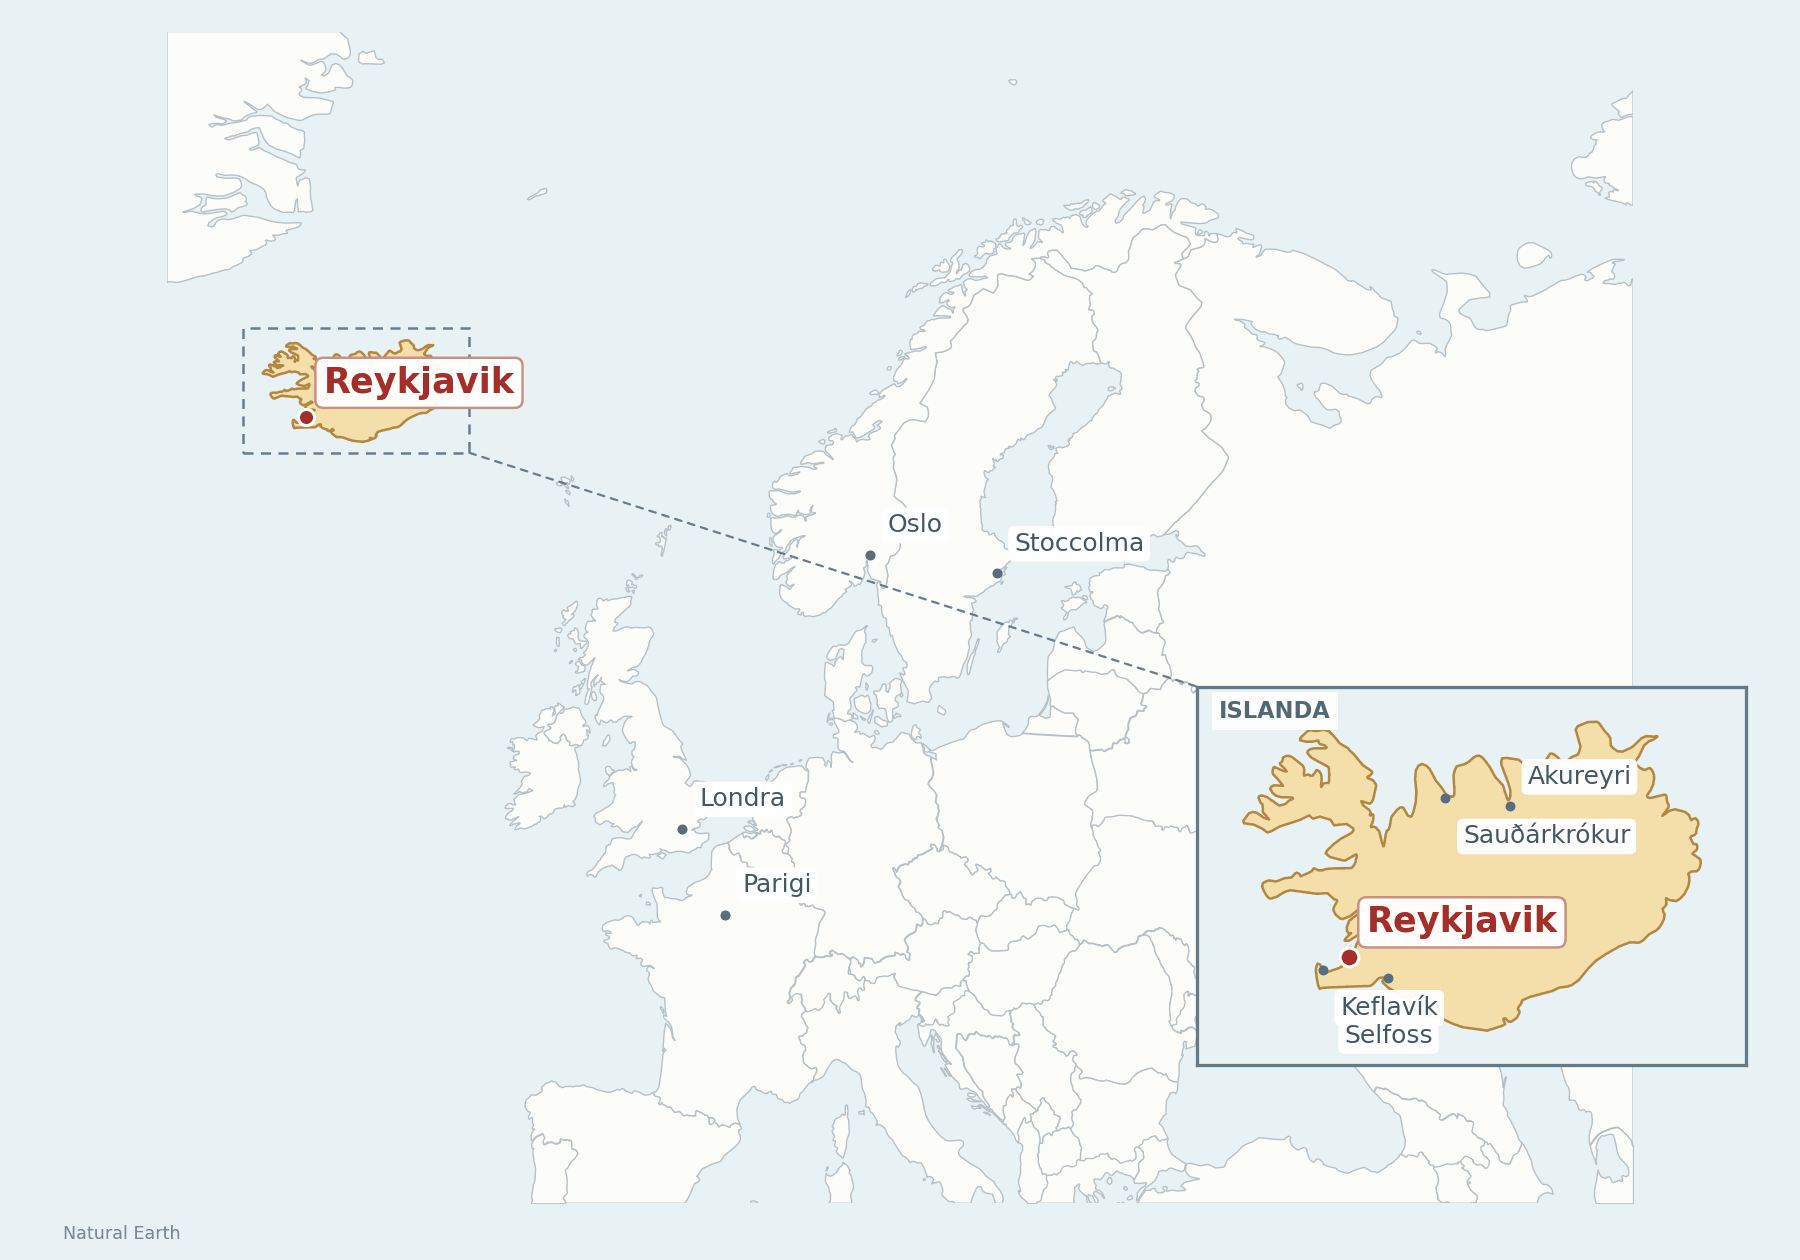 Reykjavik
Oslo
Stoccolma
Londra
Parigi
ISLANDA
Akureyri
Sauðárkrókur
Reykjavik
Keflavík
Selfoss
Natural Earth